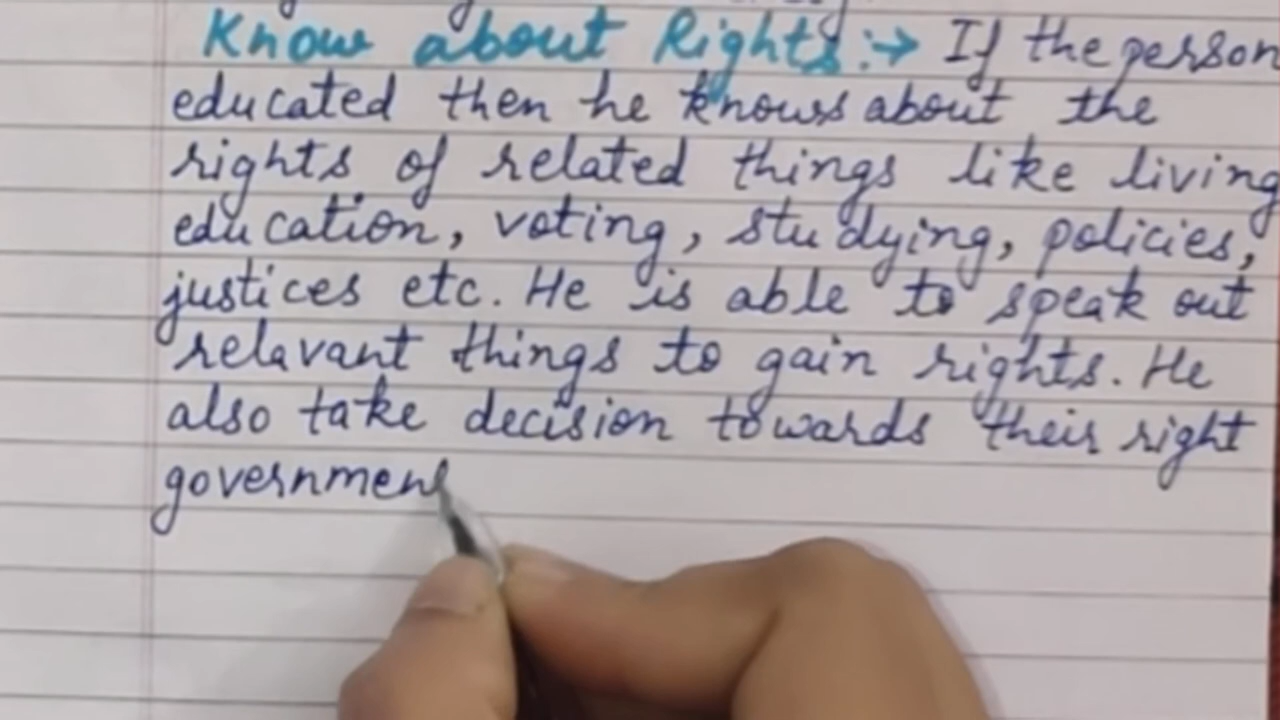 Know about Rights:→ If the person
educated then he knows about the
rights of related things like living
education, voting, studying, policies,
justices etc. He is able to speak out
relavant things to gain rights. He
also take decision towards their right
government